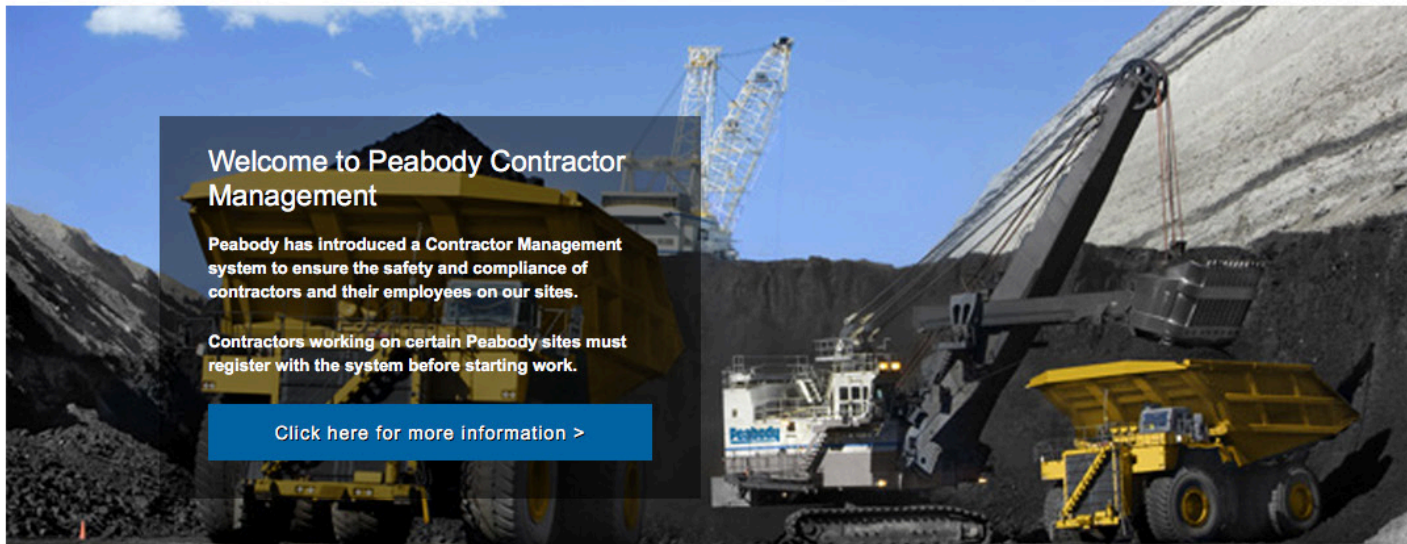 Welcome to Peabody Contractor
Management
Peabody has introduced a Contractor Management
system to ensure the safety and compliance of
contractors and their employees on our sites.
Contractors working on certain Peabody sites must
register with the system before starting work.
Click here for more information >
Peabody